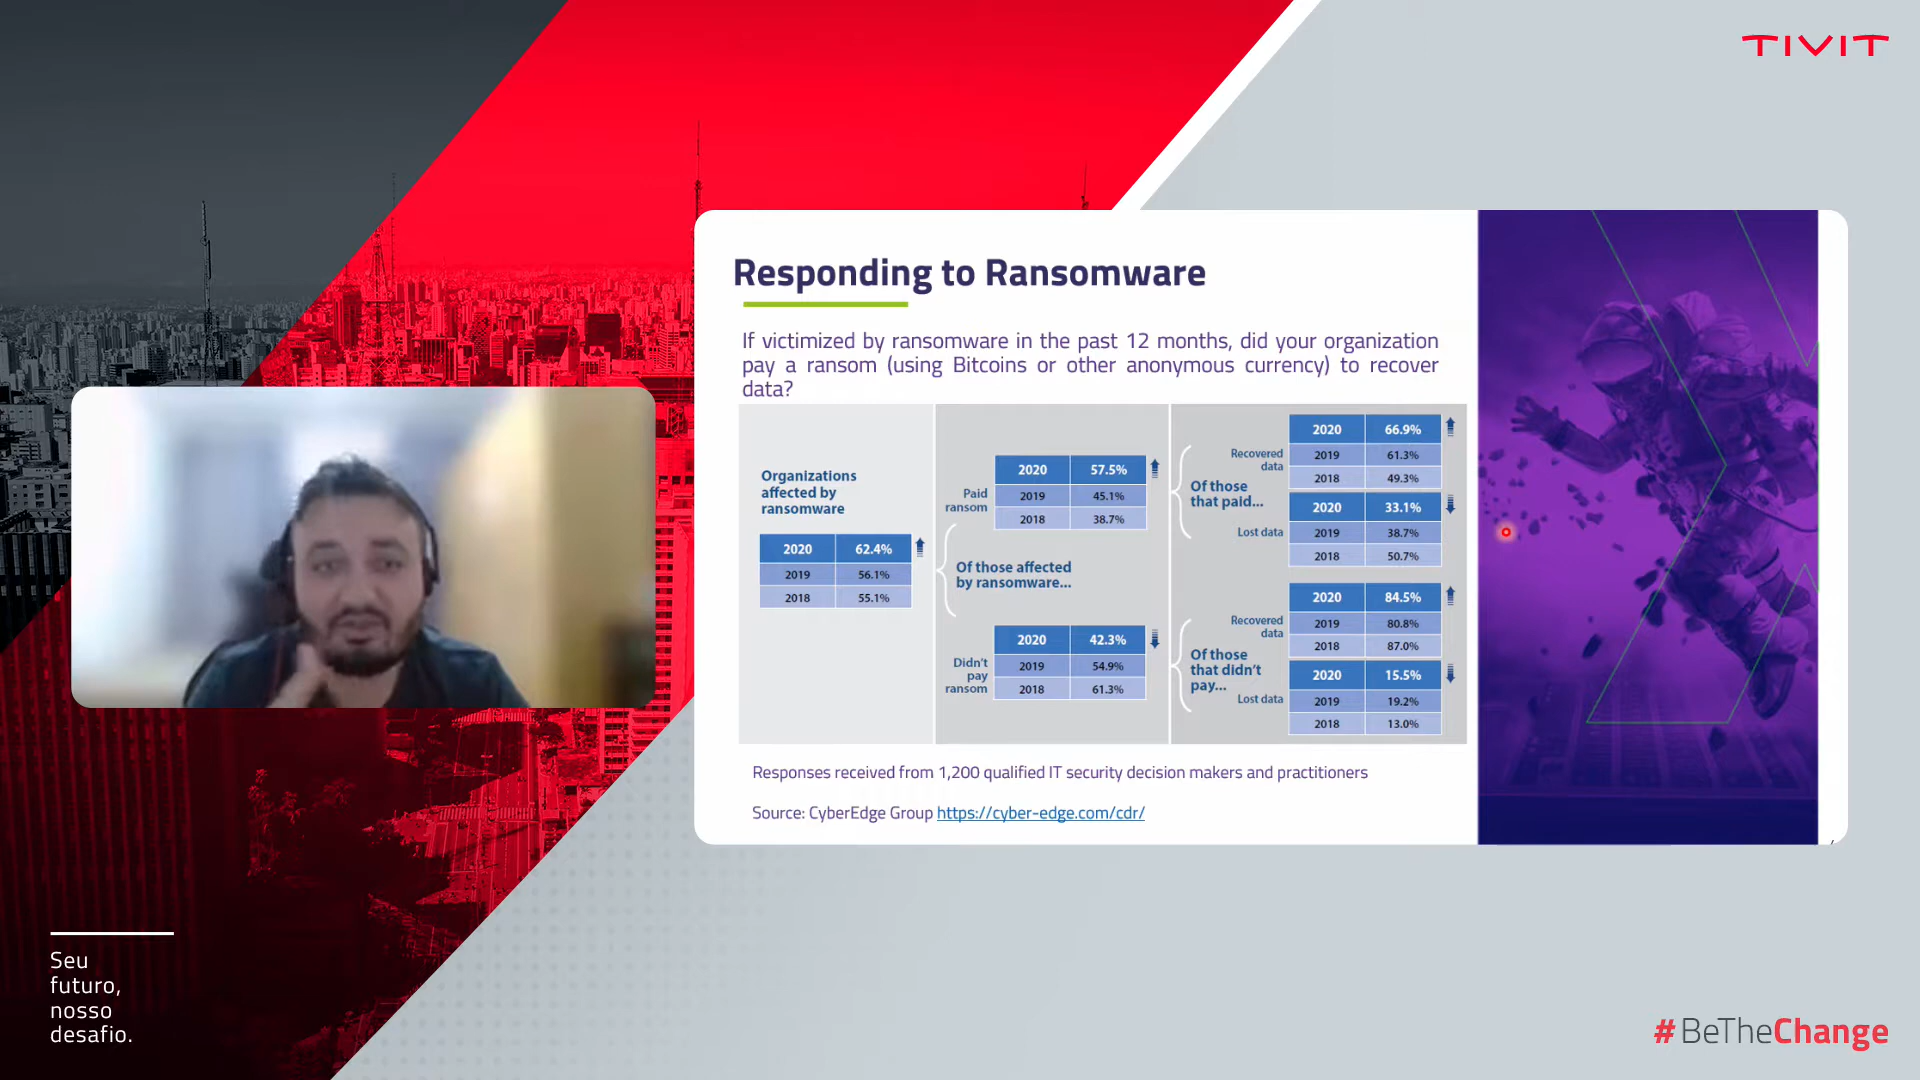 TIVIT
Responding to Ransomware
If victimized by ransomware in the past 12 months, did your organization
pay a ransom (using Bitcoins or other anonymous currency) to recover
data?
Organizations
affected by
ransomware
2020 62.4%
2019 56.1%
2018 55.1%
Of those affected
by ransomware...
Paid
ransom
2020 57.5%
2019 45.1%
2018 38.7%
Didn't
pay
ransom
2020 42.3%
2019 54.9%
2018 61.3%
Of those
that paid...
Recovered
data
2020 66.9%
2019 61.3%
2018 49.3%
Lost data
2020 33.1%
2019 38.7%
2018 50.7%
Of those
that didn't
pay...
Recovered
data
2020 84.5%
2019 80.8%
2018 87.0%
Lost data
2020 15.5%
2019 19.2%
2018 13.0%
Responses received from 1,200 qualified IT security decision makers and practitioners
Source: CyberEdge Group https://cyber-edge.com/cdr/
Seu
futuro,
nosso
desafio.
#BeTheChange